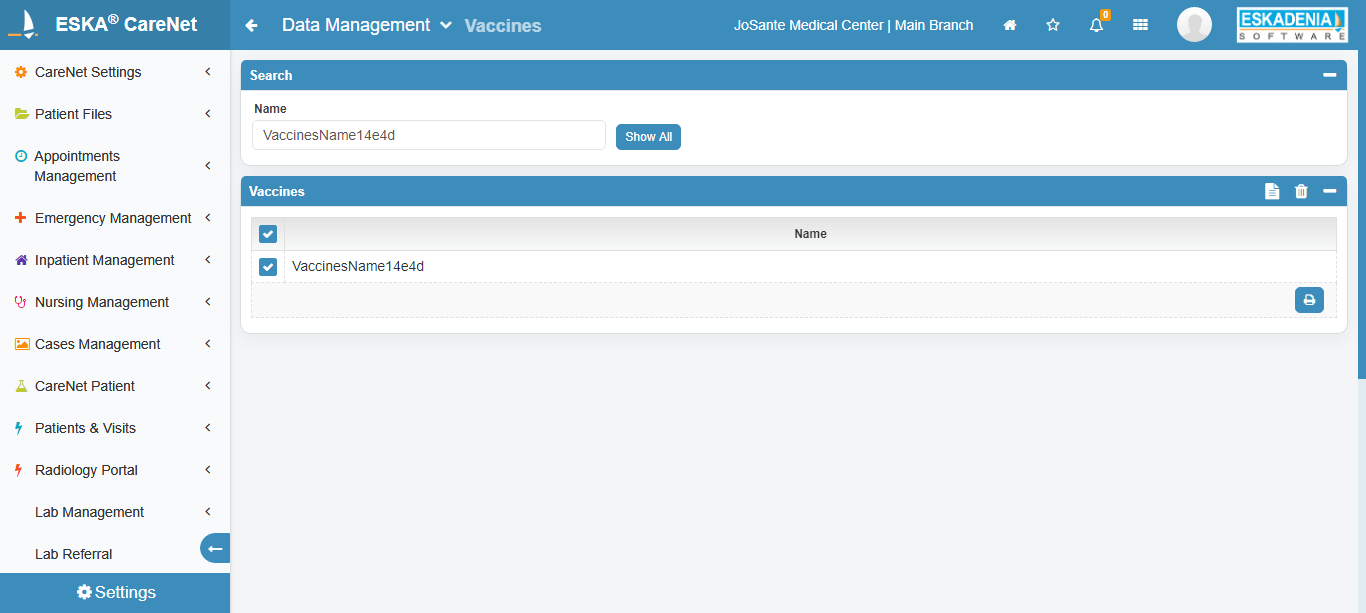 ESKA® CareNet
Data Management
Vaccines
JoSante Medical Center | Main Branch
0
ESKADENIA
SOFTWARE
CareNet Settings
Patient Files
Appointments
Management
Emergency Management
Inpatient Management
Nursing Management
Cases Management
CareNet Patient
Patients & Visits
Radiology Portal
Lab Management
Lab Referral
Settings
Search
Name
VaccinesName14e4d
Show All
Vaccines
Name
VaccinesName14e4d